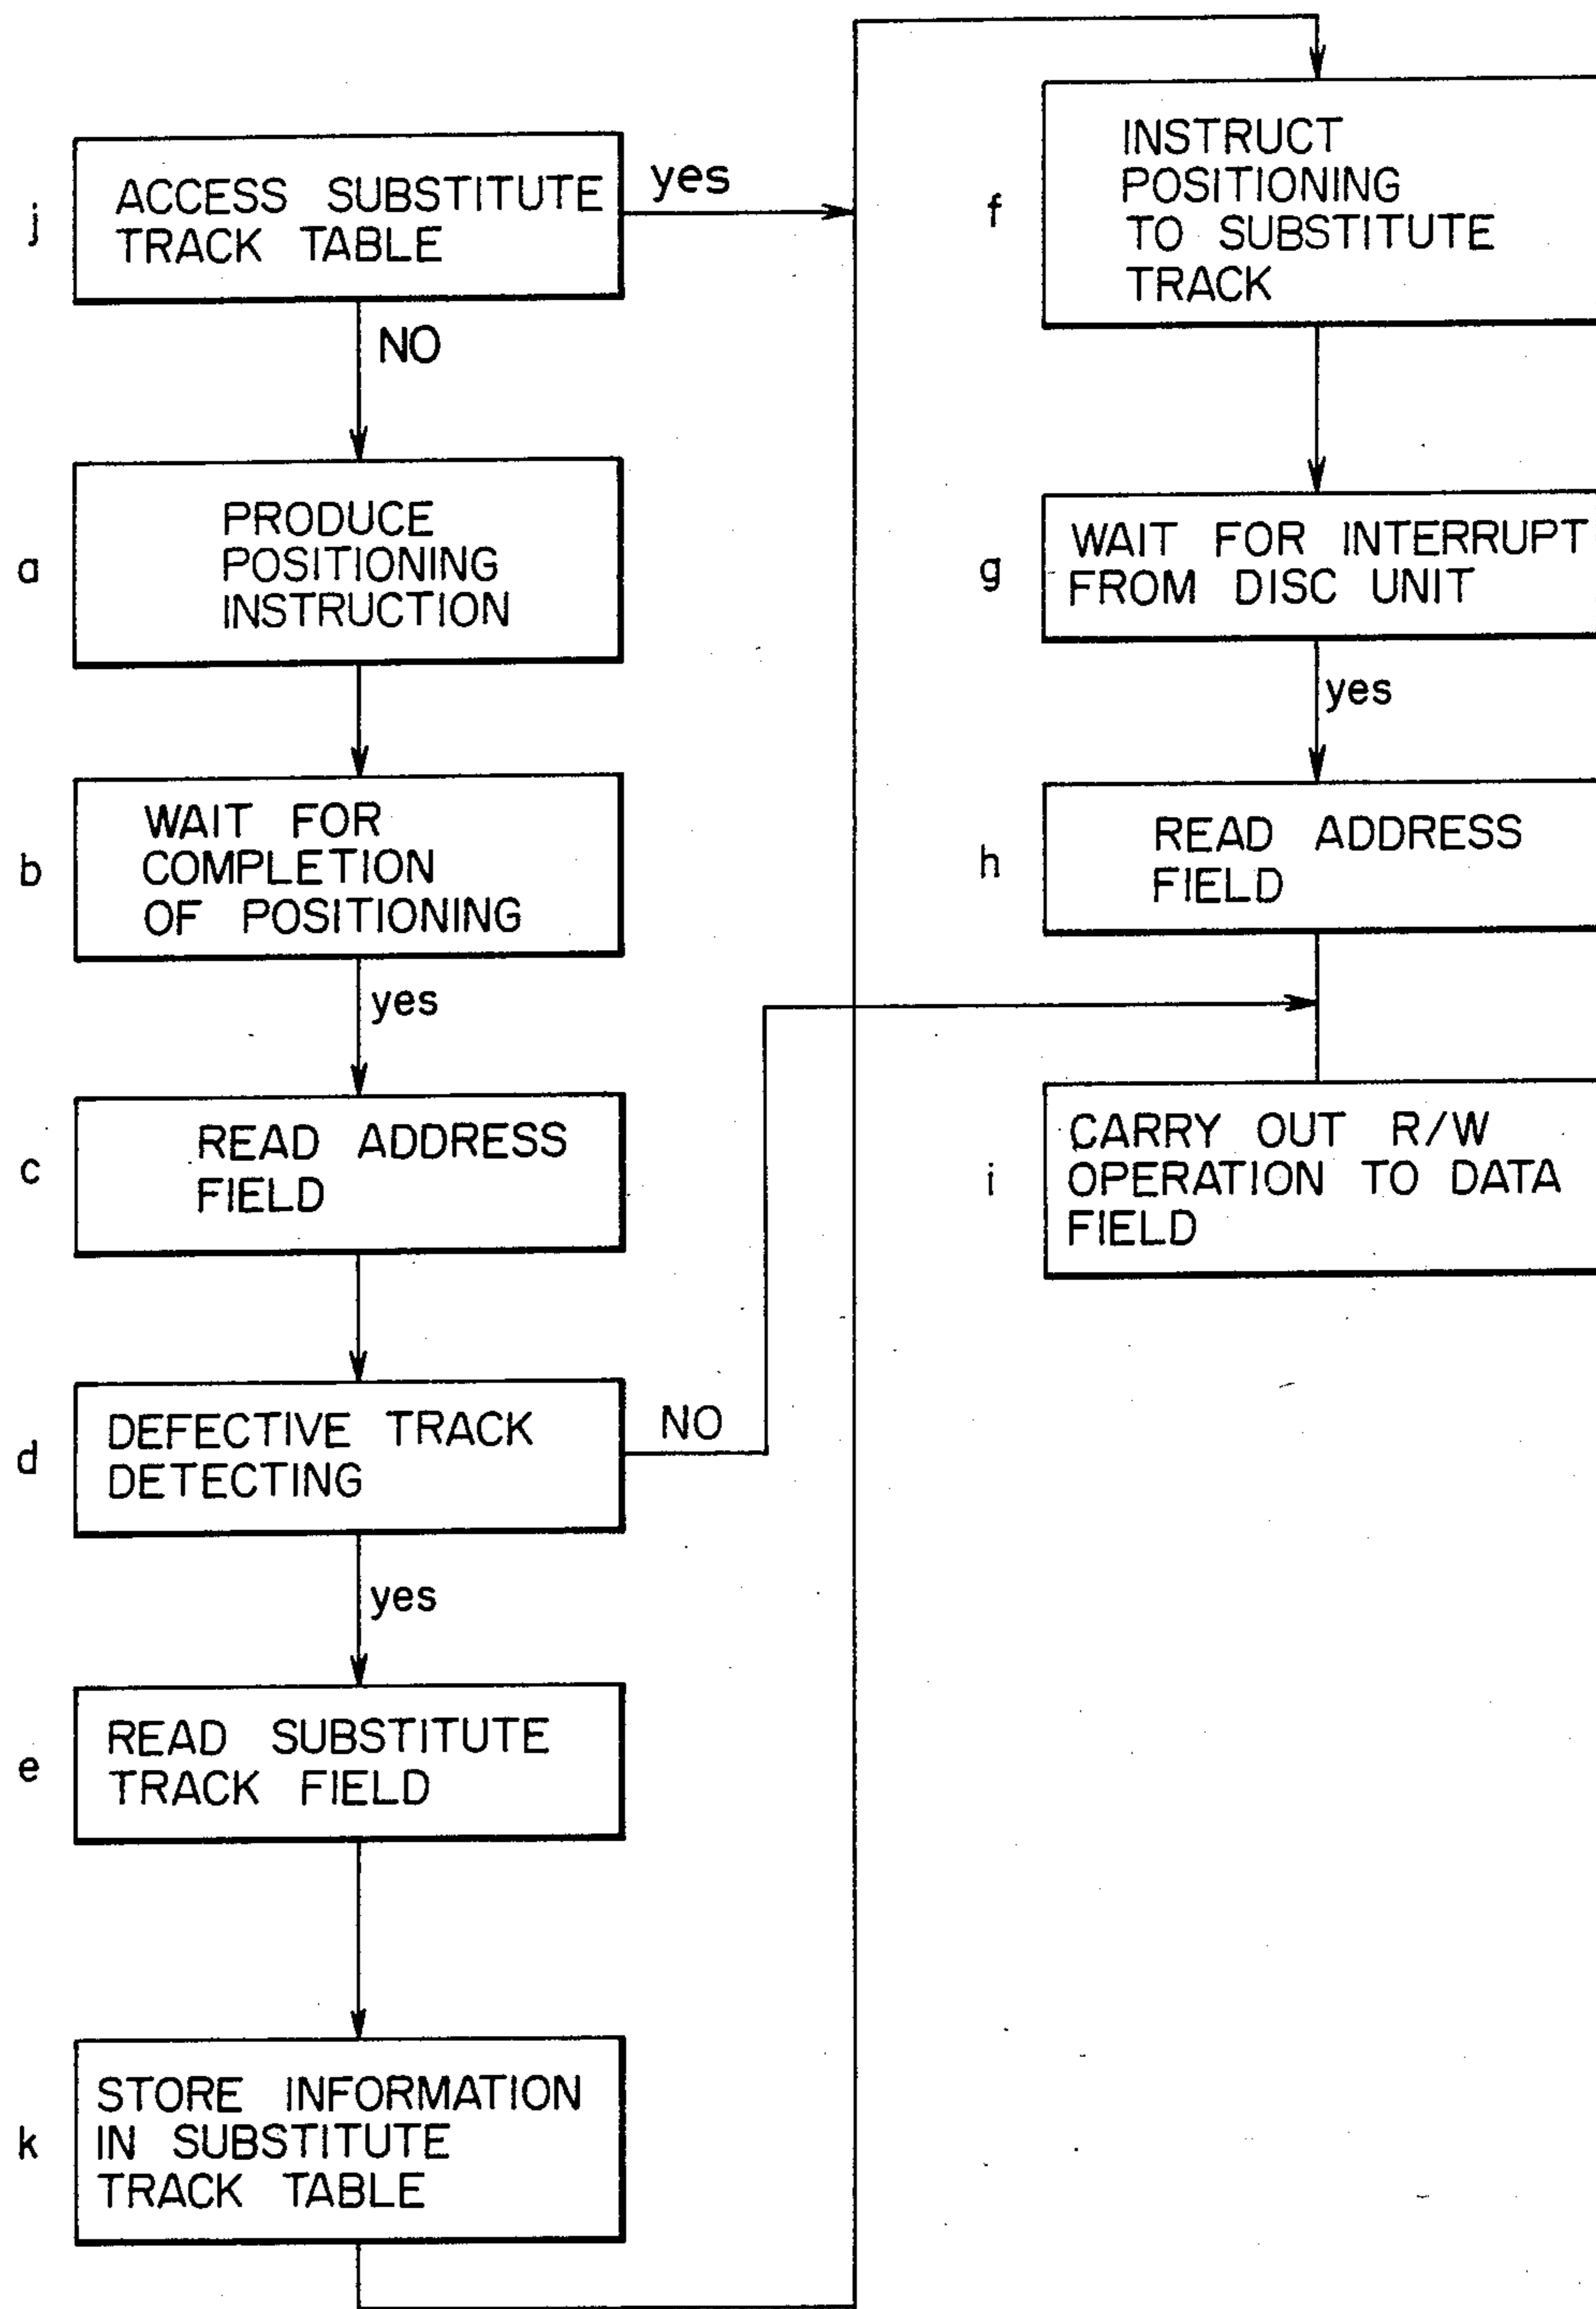 j
ACCESS SUBSTITUTE
TRACK TABLE
yes
NO
a
PRODUCE
POSITIONING
INSTRUCTION
b
WAIT FOR
COMPLETION
OF POSITIONING
yes
c
READ ADDRESS
FIELD
d
DEFECTIVE TRACK
DETECTING
NO
yes
e
READ SUBSTITUTE
TRACK FIELD
k
STORE INFORMATION
IN SUBSTITUTE
TRACK TABLE
f
INSTRUCT
POSITIONING
TO SUBSTITUTE
TRACK
g
WAIT FOR INTERRUPT
FROM DISC UNIT
yes
h
READ ADDRESS
FIELD
i
CARRY OUT R/W
OPERATION TO DATA
FIELD